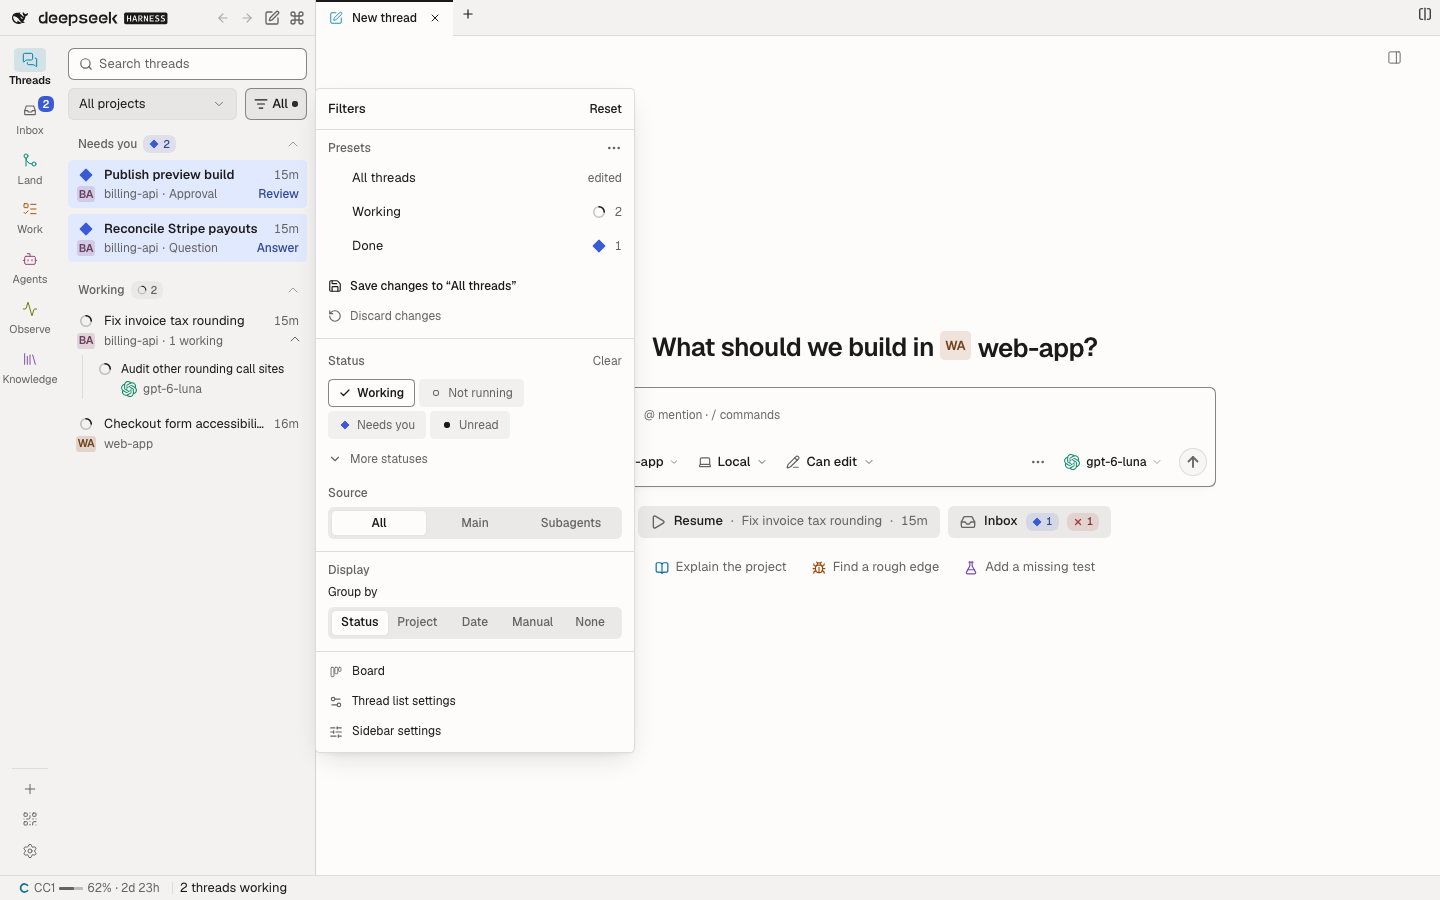 deepseek HARNESS
New thread
Search threads
Threads
All projects
All
2
Inbox
Needs you 2
Publish preview build 15m
BA billing-api · Approval Review
Land
Reconcile Stripe payouts 15m
BA billing-api · Question Answer
Work
Agents
Working 2
Fix invoice tax rounding 15m
BA billing-api · 1 working
Observe
Audit other rounding call sites
gpt-6-luna
Knowledge
Checkout form accessibili... 16m
WA web-app
Filters Reset
Presets
All threads edited
Working 2
Done 1
Save changes to “All threads”
Discard changes
Status Clear
Working Not running
Needs you Unread
More statuses
Source
All Main Subagents
Display
Group by
Status Project Date Manual None
Board
Thread list settings
Sidebar settings
What should we build in WA web-app?
@ mention · / commands
-app Local Can edit gpt-6-luna
Resume · Fix invoice tax rounding · 15m Inbox 1 1
Explain the project Find a rough edge Add a missing test
C CC1 62% · 2d 23h 2 threads working